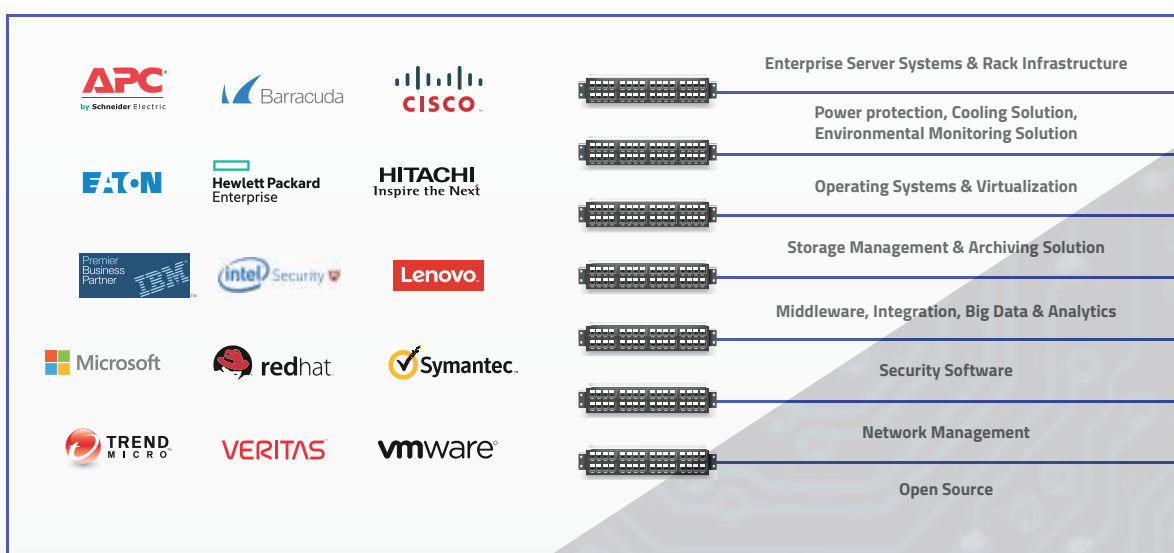 APC
by Schneider Electric
Barracuda
CISCO
EATON
Hewlett Packard
Enterprise
HITACHI
Inspire the Next
Premier
Business
Partner
IBM
TM
intel Security
Lenovo
Microsoft
redhat
Symantec
TREND
MICRO
VERITAS
vmware
Enterprise Server Systems & Rack Infrastructure
Power protection, Cooling Solution,
Environmental Monitoring Solution
Operating Systems & Virtualization
Storage Management & Archiving Solution
Middleware, Integration, Big Data & Analytics
Security Software
Network Management
Open Source